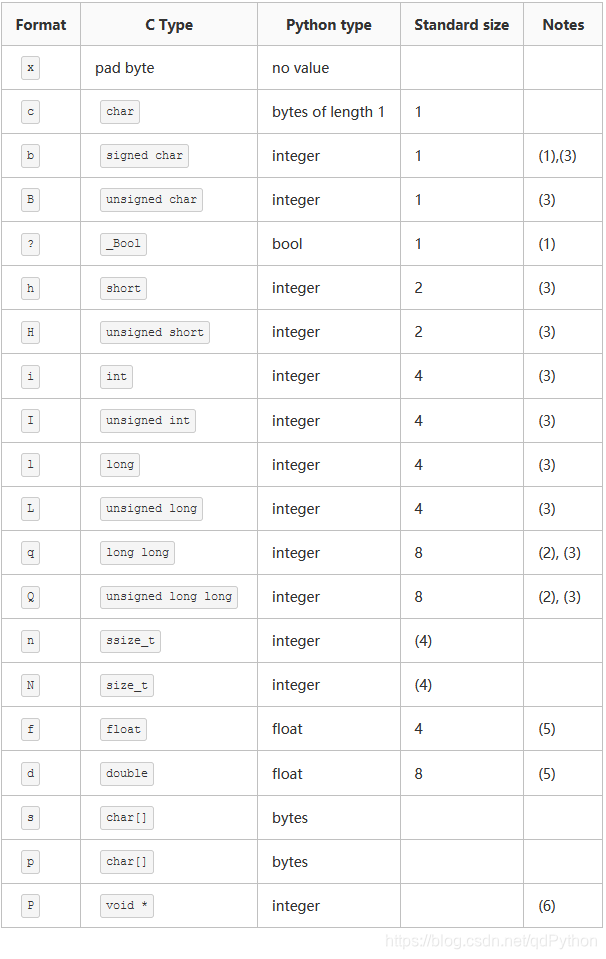 Format C Type Python type Standard size Notes
x pad byte no value
c char bytes of length 1 1
b signed char integer 1 (1),(3)
B unsigned char integer 1 (3)
? _Bool bool 1 (1)
h short integer 2 (3)
H unsigned short integer 2 (3)
i int integer 4 (3)
I unsigned int integer 4 (3)
l long integer 4 (3)
L unsigned long integer 4 (3)
q long long integer 8 (2), (3)
Q unsigned long long integer 8 (2), (3)
n ssize_t integer (4)
N size_t integer (4)
f float float 4 (5)
d double float 8 (5)
s char[] bytes
p char[] bytes
P void * integer (6)
https://blog.csdn.net/qdPython